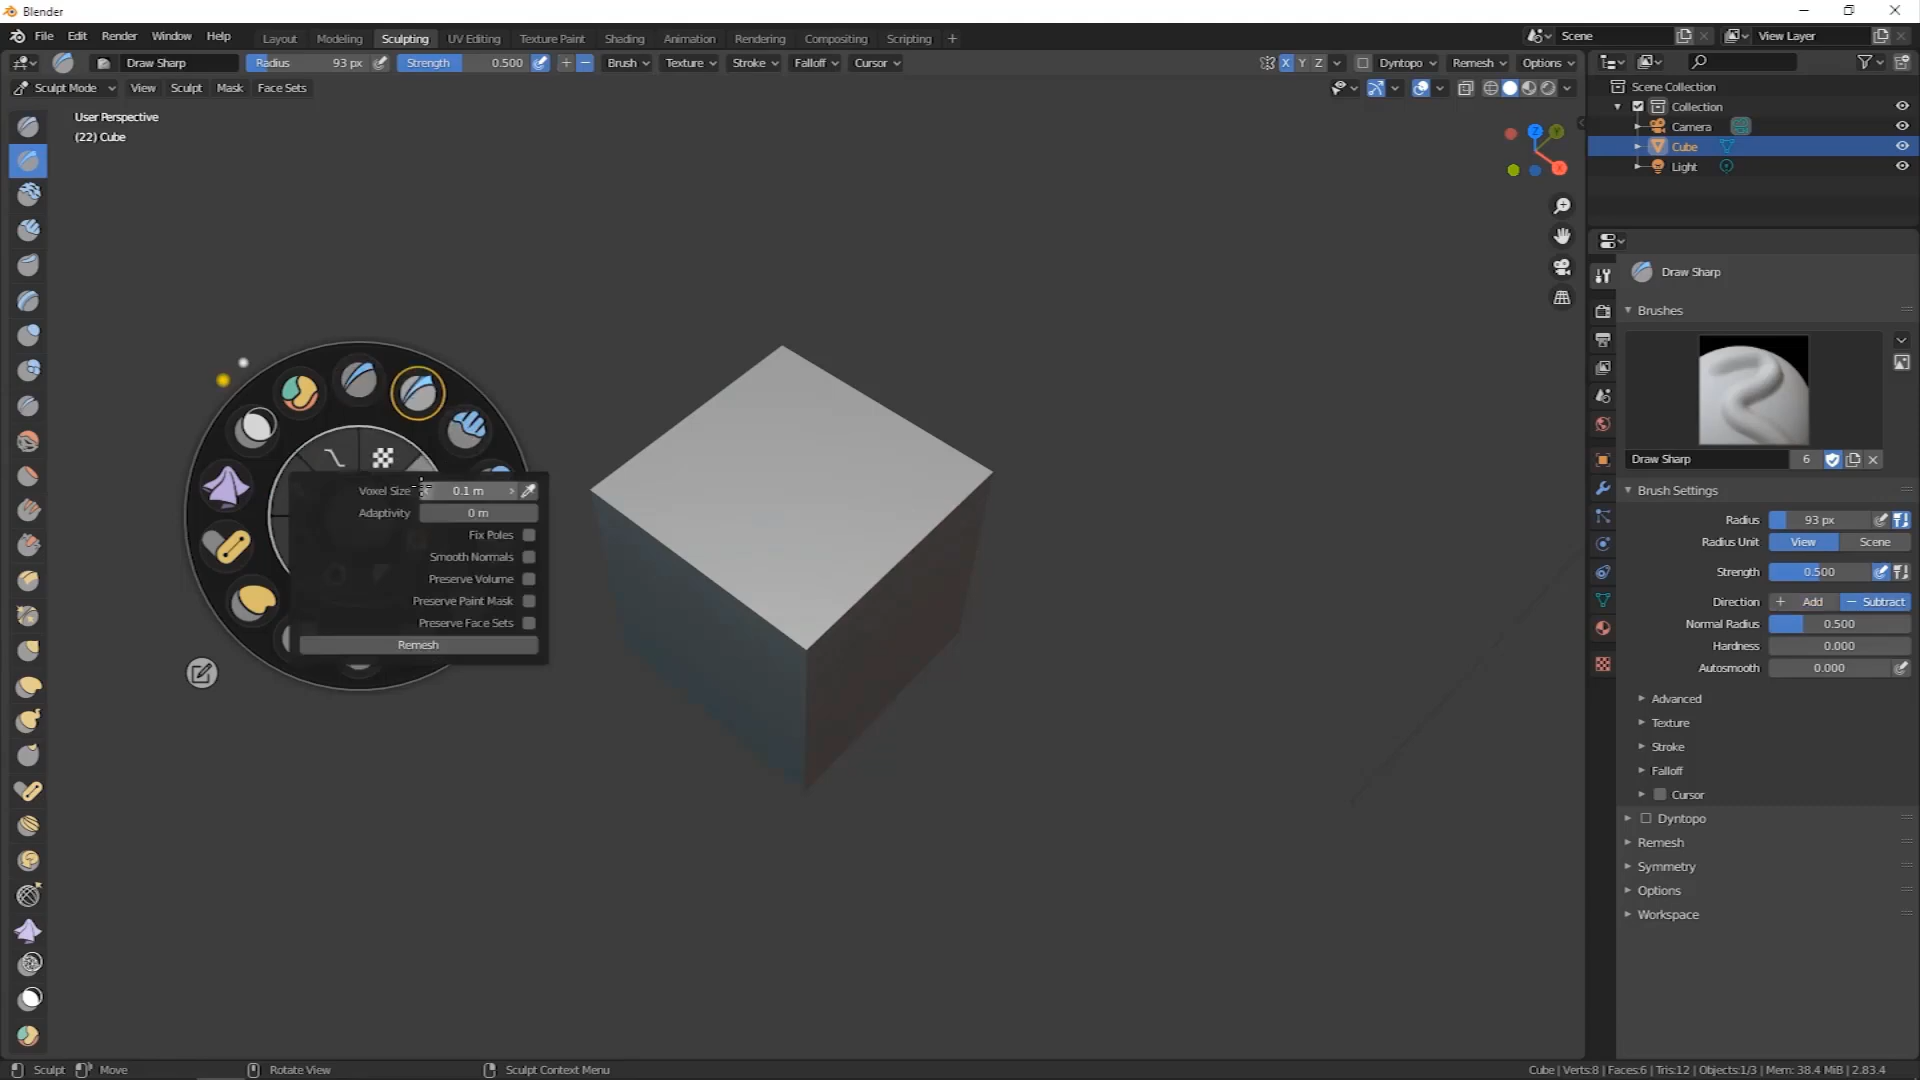 Blender
File Edit Render Window Help Layout Modeling Sculpting UV Editing Texture Paint Shading Animation Rendering Compositing Scripting + Scene View Layer
Draw Sharp Radius 93 px Strength 0.500 + − Brush Texture Stroke Falloff Cursor X Y Z Dyntopo Remesh Options
Sculpt Mode View Sculpt Mask Face Sets
User Perspective
(22) Cube
Z
Y
X
Voxel Size 0.1 m
Adaptivity 0 m
Fix Poles
Smooth Normals
Preserve Volume
Preserve Paint Mask
Preserve Face Sets
Remesh
Scene Collection
Collection
Camera
Cube
Light
Draw Sharp
Brushes
Draw Sharp 6
Brush Settings
Radius 93 px
Radius Unit View Scene
Strength 0.500
Direction + Add − Subtract
Normal Radius 0.500
Hardness 0.000
Autosmooth 0.000
Advanced
Texture
Stroke
Falloff
Cursor
Dyntopo
Remesh
Symmetry
Options
Workspace
Sculpt Move Rotate View Sculpt Context Menu Cube | Verts:8 | Faces:6 | Tris:12 | Objects:1/3 | Mem: 38.4 MiB | 2.83.4